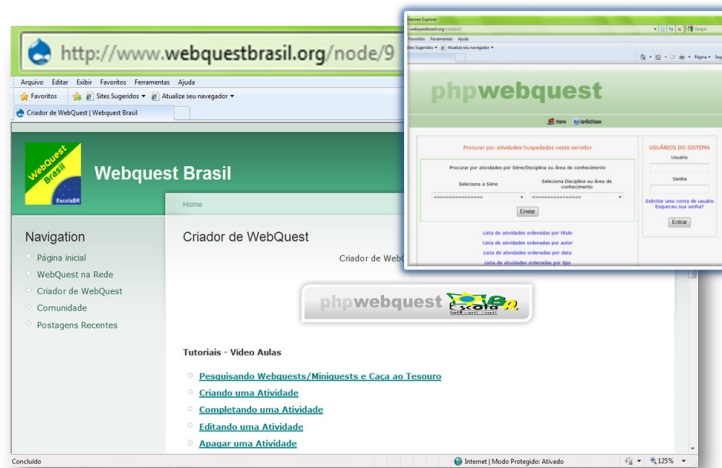 http://www.webquestbrasil.org/node/9
Arquivo Editar Exibir Favoritos Ferramentas Ajuda
Favoritos Sites Sugeridos Atualize seu navegador
Criador de WebQuest | Webquest Brasil
WebQuest
Brasil
EscolaBR
Webquest Brasil
Home
Navigation
Página inicial
WebQuest na Rede
Criador de WebQuest
Comunidade
Postagens Recentes
Criador de WebQuest
Criador de WebQ
phpwebquest Escola
Tutoriais - Vídeo Aulas
Pesquisando Webquests/Miniquests e Caça ao Tesouro
Criando uma Atividade
Completando uma Atividade
Editando uma Atividade
Apagar uma Atividade
Concluído
Internet | Modo Protegido: Ativado
125%
Internet Explorer
Favoritos Ferramentas Ajuda
Sites Sugeridos Atualize seu navegador
Google
Página
phpwebquest
Procurar por atividades hospedadas neste servidor
Procurar por atividades por Série/Disciplina ou Área de conhecimento
Seleciona a Série
Seleciona Disciplina ou Área de
conhecimento
Enviar
Lista de atividades ordenadas por título
Lista de atividades ordenadas por autor
Lista de atividades ordenadas por data
Lista de atividades ordenadas por tipo
USUÁRIOS DO SISTEMA
Usuário
Senha
Solicitar uma conta de usuário
Esqueceu sua senha?
Entrar